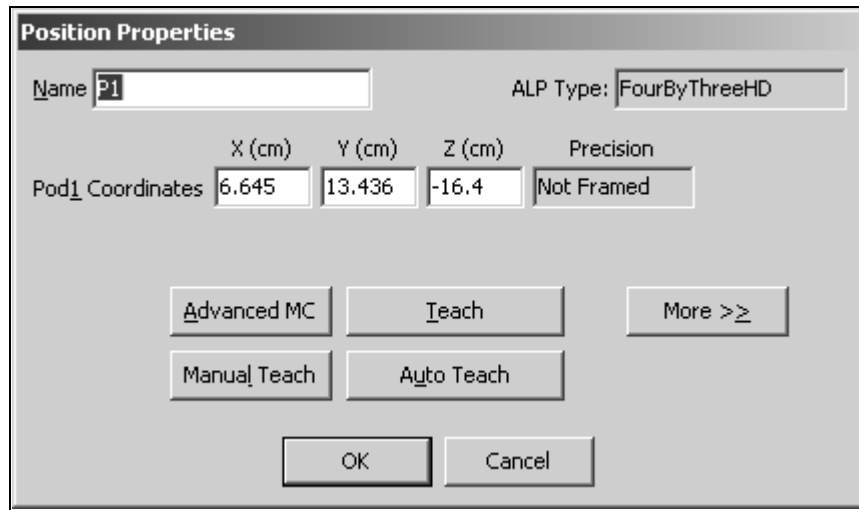 Position Properties
Name P1 ALP Type: FourByThreeHD
X (cm) Y (cm) Z (cm) Precision
Pod1 Coordinates 6.645 13.436 -16.4 Not Framed
Advanced MC Teach More >>
Manual Teach Auto Teach
OK Cancel